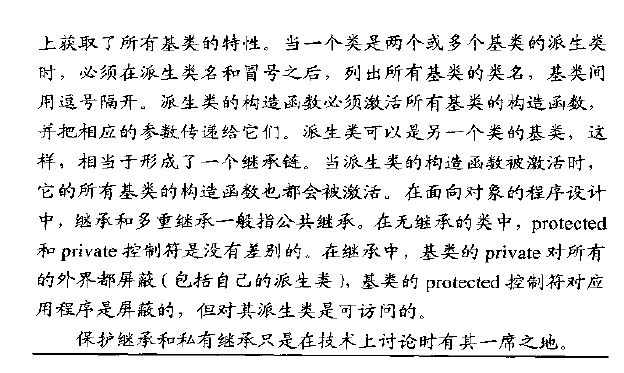 上获取了所有基类的特性。当一个类是两个或多个基类的派生类
时，必须在派生类名和冒号之后，列出所有基类的类名，基类间
用逗号隔开。派生类的构造函数必须激活所有基类的构造函数，
并把相应的参数传递给它们。派生类可以是另一个类的基类，这
样，相当于形成了一个继承链。当派生类的构造函数被激活时，
它的所有基类的构造函数也都会被激活。在面向对象的程序设计
中，继承和多重继承一般指公共继承。在无继承的类中，protected
和 private 控制符是没有差别的。在继承中，基类的 private 对所有
的外界都屏蔽（包括自己的派生类），基类的 protected 控制符对应
用程序是屏蔽的，但对其派生类是可访问的。
保护继承和私有继承只是在技术上讨论时有其一席之地。